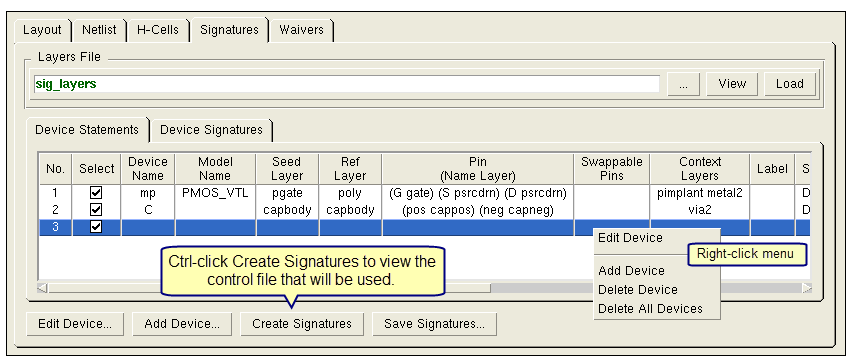 Layout Netlist H-Cells Signatures Waivers
Layers File
sig_layers ... View Load
Device Statements Device Signatures
No. Select Device Name Model Name Seed Layer Ref Layer Pin (Name Layer) Swappable Pins Context Layers Label S
1 mp PMOS_VTL pgate poly (G gate) (S psrcdrn) (D psrcdrn) pimplant metal2 D
2 C capbody capbody (pos cappos) (neg capneg) via2 D
3
Edit Device
Right-click menu
Add Device
Delete Device
Delete All Devices
Ctrl-click Create Signatures to view the
control file that will be used.
Edit Device... Add Device... Create Signatures Save Signatures...